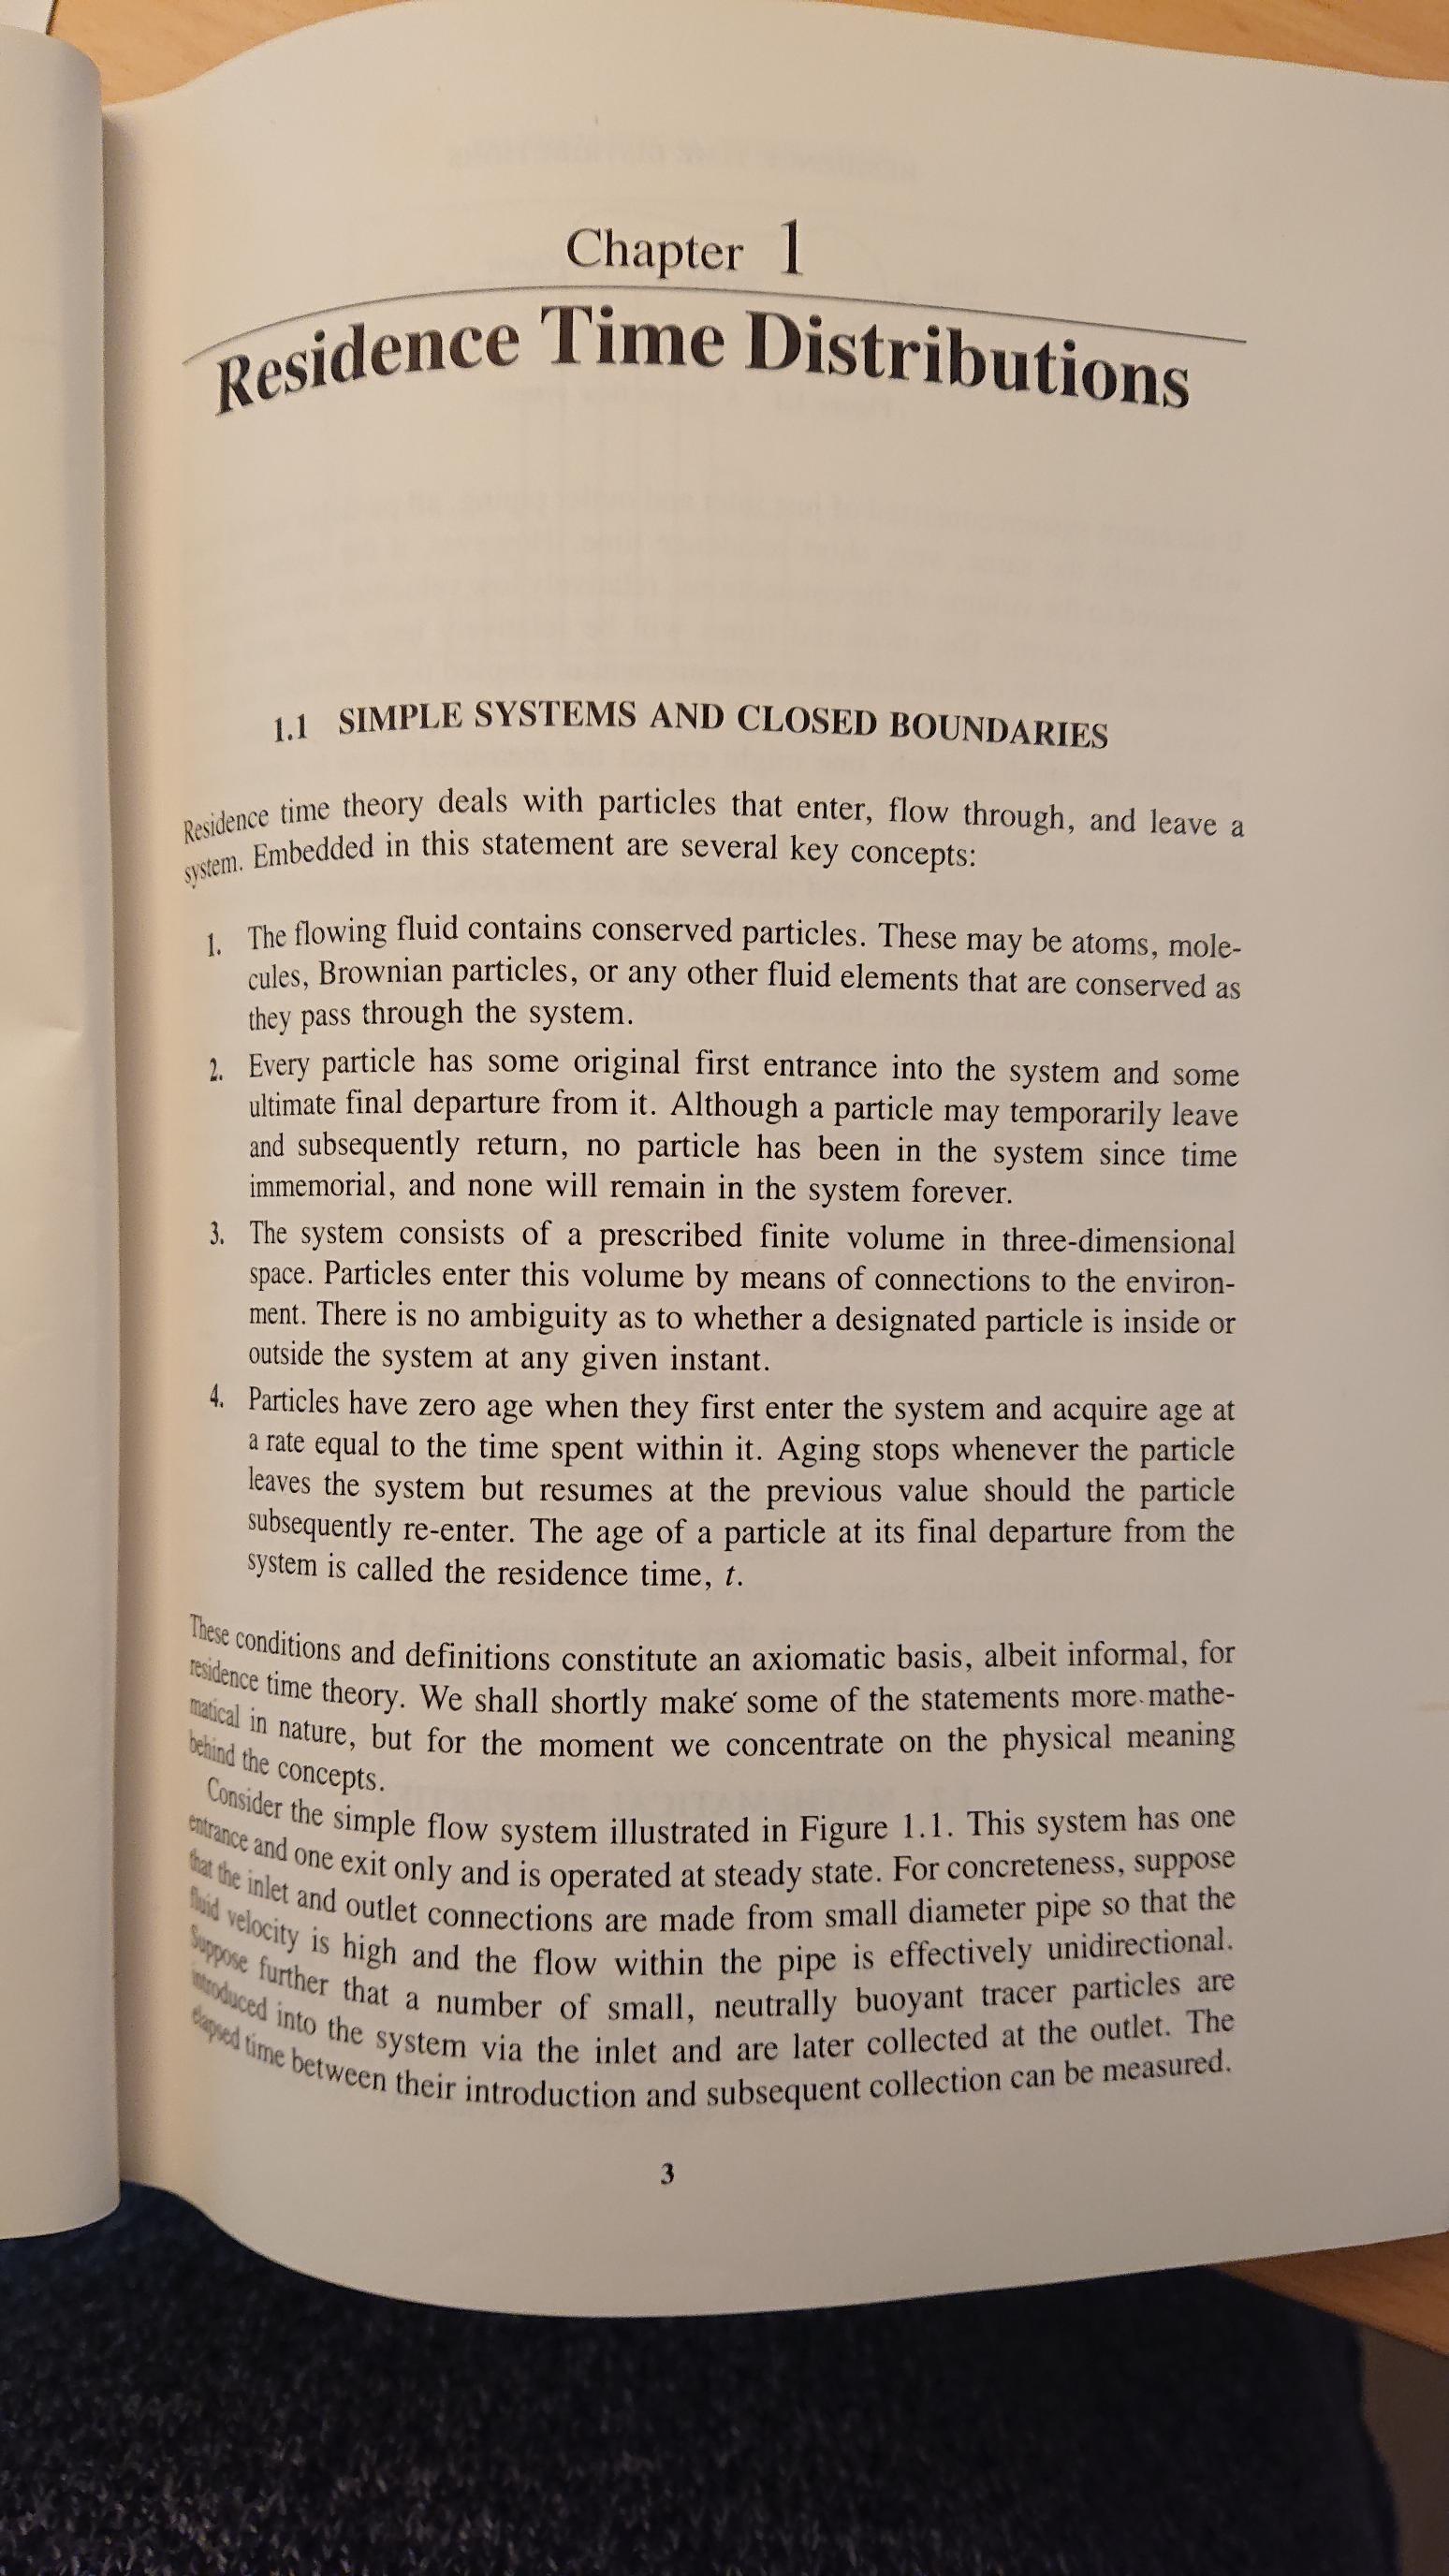 Chapter 1
Residence Time Distributions
1.1 SIMPLE SYSTEMS AND CLOSED BOUNDARIES
Residence time theory deals with particles that enter, flow through, and leave a
system. Embedded in this statement are several key concepts:
1. The flowing fluid contains conserved particles. These may be atoms, mole-
cules, Brownian particles, or any other fluid elements that are conserved as
they pass through the system.
2. Every particle has some original first entrance into the system and some
ultimate final departure from it. Although a particle may temporarily leave
and subsequently return, no particle has been in the system since time
immemorial, and none will remain in the system forever.
3. The system consists of a prescribed finite volume in three-dimensional
space. Particles enter this volume by means of connections to the environ-
ment. There is no ambiguity as to whether a designated particle is inside or
outside the system at any given instant.
4. Particles have zero age when they first enter the system and acquire age at
a rate equal to the time spent within it. Aging stops whenever the particle
leaves the system but resumes at the previous value should the particle
subsequently re-enter. The age of a particle at its final departure from the
system is called the residence time, t.
These conditions and definitions constitute an axiomatic basis, albeit informal, for
residence time theory. We shall shortly make some of the statements more mathe-
matical in nature, but for the moment we concentrate on the physical meaning
behind the concepts.
Consider the simple flow system illustrated in Figure 1.1. This system has one
entrance and one exit only and is operated at steady state. For concreteness, suppose
that the inlet and outlet connections are made from small diameter pipe so that the
fluid velocity is high and the flow within the pipe is effectively unidirectional.
Suppose further that a number of small, neutrally buoyant tracer particles are
introduced into the system via the inlet and are later collected at the outlet. The
elapsed time between their introduction and subsequent collection can be measured.
3